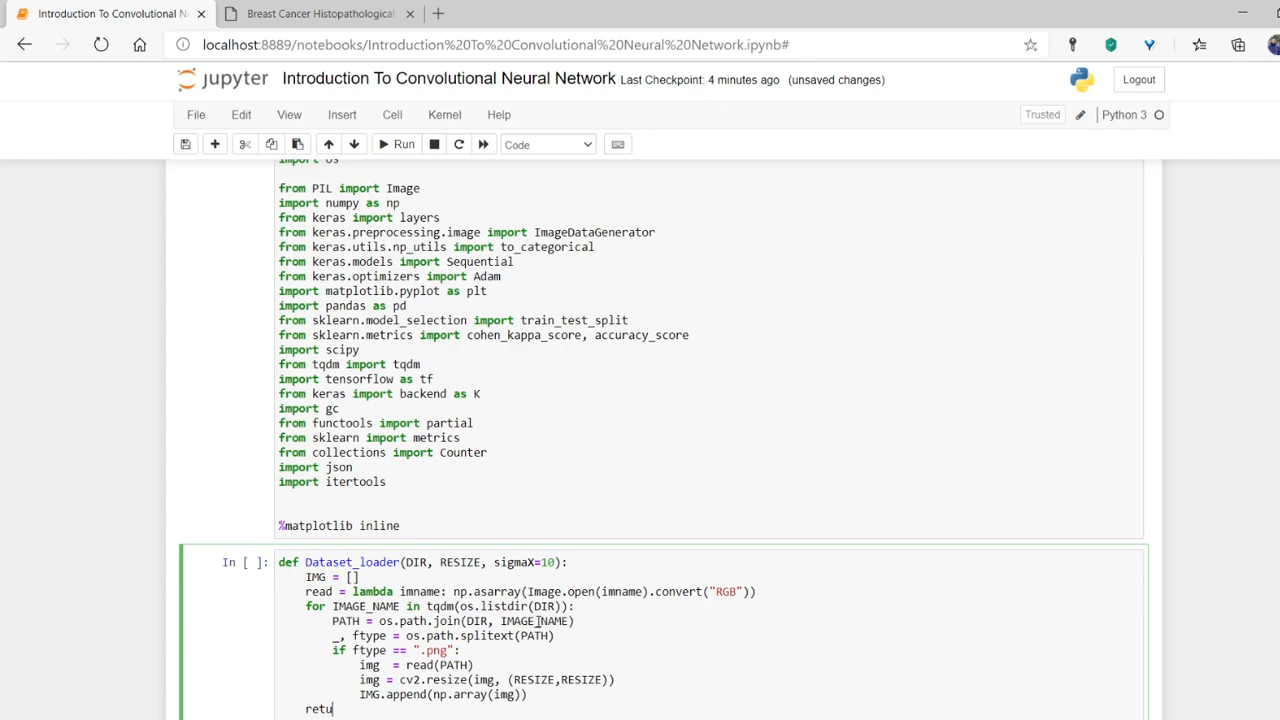 Introduction To Convolutional N
Breast Cancer Histopathological
localhost:8889/notebooks/Introduction%20To%20Convolutional%20Neural%20Network.ipynb#
jupyter Introduction To Convolutional Neural Network Last Checkpoint: 4 minutes ago (unsaved changes) Logout
File Edit View Insert Cell Kernel Help Trusted Python 3
Run Code
import os
from PIL import Image
import numpy as np
from keras import layers
from keras.preprocessing.image import ImageDataGenerator
from keras.utils.np_utils import to_categorical
from keras.models import Sequential
from keras.optimizers import Adam
import matplotlib.pyplot as plt
import pandas as pd
from sklearn.model_selection import train_test_split
from sklearn.metrics import cohen_kappa_score, accuracy_score
import scipy
from tqdm import tqdm
import tensorflow as tf
from keras import backend as K
import gc
from functools import partial
from sklearn import metrics
from collections import Counter
import json
import itertools
%matplotlib inline
In [ ]: def Dataset_loader(DIR, RESIZE, sigmaX=10):
IMG = []
read = lambda imname: np.asarray(Image.open(imname).convert("RGB"))
for IMAGE_NAME in tqdm(os.listdir(DIR)):
PATH = os.path.join(DIR, IMAGE_NAME)
_, ftype = os.path.splitext(PATH)
if ftype == ".png":
img  = read(PATH)
img = cv2.resize(img, (RESIZE,RESIZE))
IMG.append(np.array(img))
retu